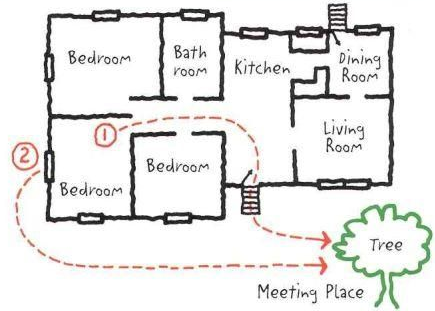 Bedroom
Bath
room
Kitchen
Dining
Room
1
Living
Room
2
Bedroom
Bedroom
Tree
Meeting Place